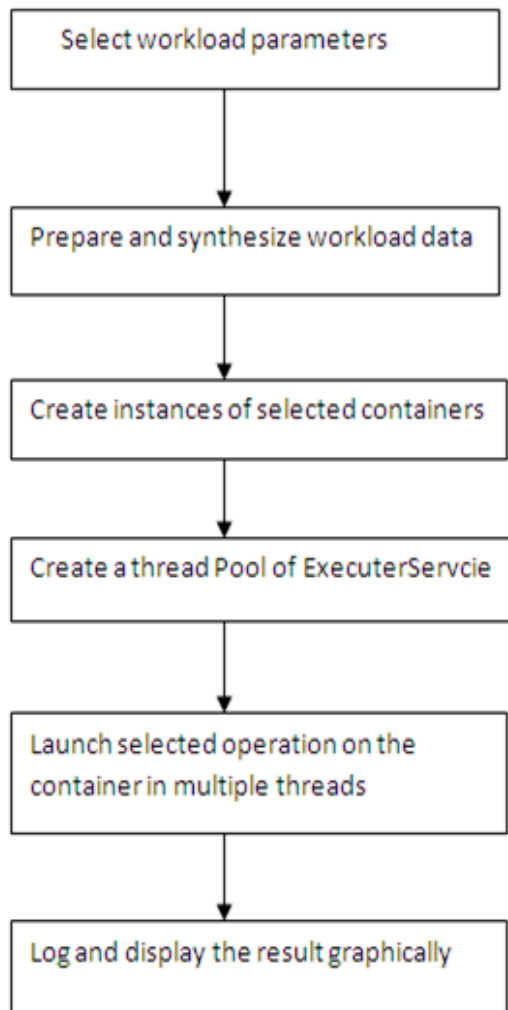 Select workload parameters
Prepare and synthesize workload data
Create instances of selected containers
Create a thread Pool of ExecuterServcie
Launch selected operation on the
container in multiple threads
Log and display the result graphically